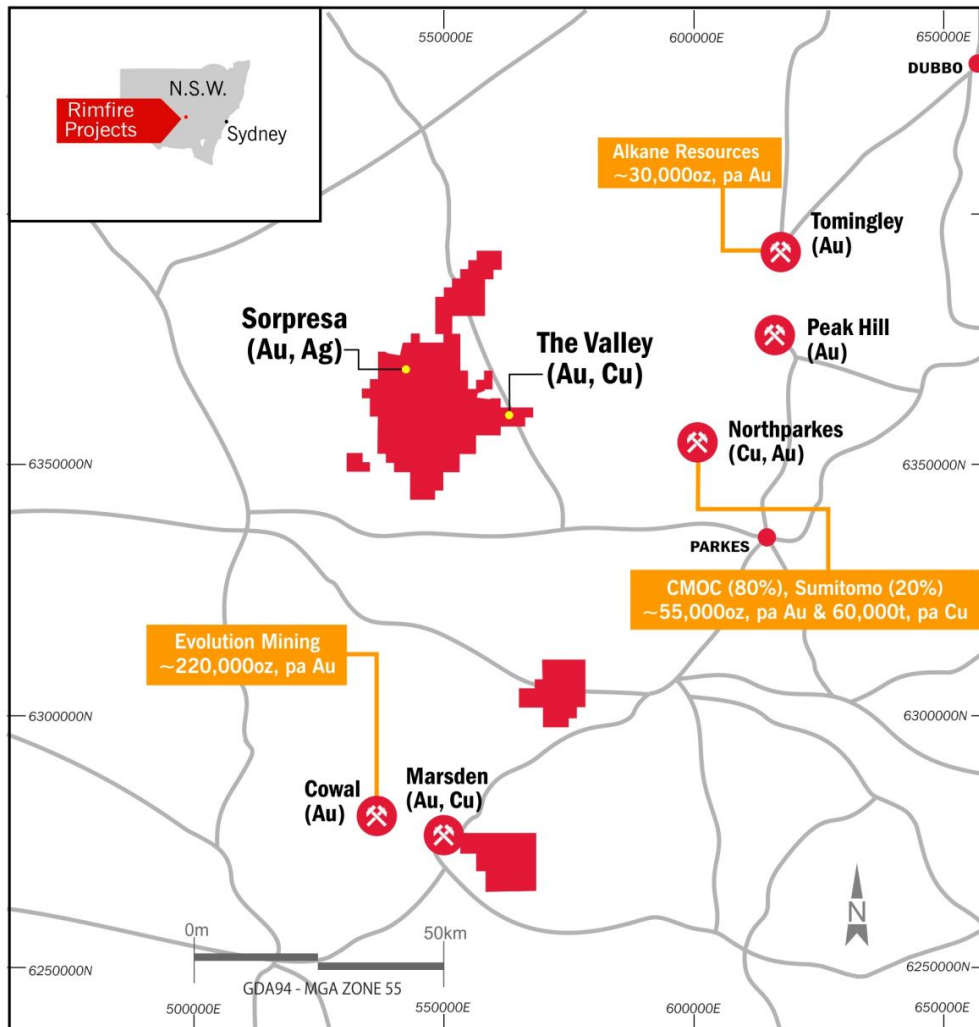 550000E
600000E
650000E
N.S.W.
Rimfire
Projects
Sydney
DUBBO
Alkane Resources
~30,000oz, pa Au
Tomingley
(Au)
Sorpresa
(Au, Ag)
The Valley
(Au, Cu)
Peak Hill
(Au)
Northparkes
(Cu, Au)
6350000N
6350000N
PARKES
CMOC (80%), Sumitomo (20%)
~55,000oz, pa Au & 60,000t, pa Cu
Evolution Mining
~220,000oz, pa Au
6300000N
6300000N
Cowal
(Au)
Marsden
(Au, Cu)
N
0m
50km
GDA94 - MGA ZONE 55
6250000N
6250000N
500000E
550000E
600000E
650000E